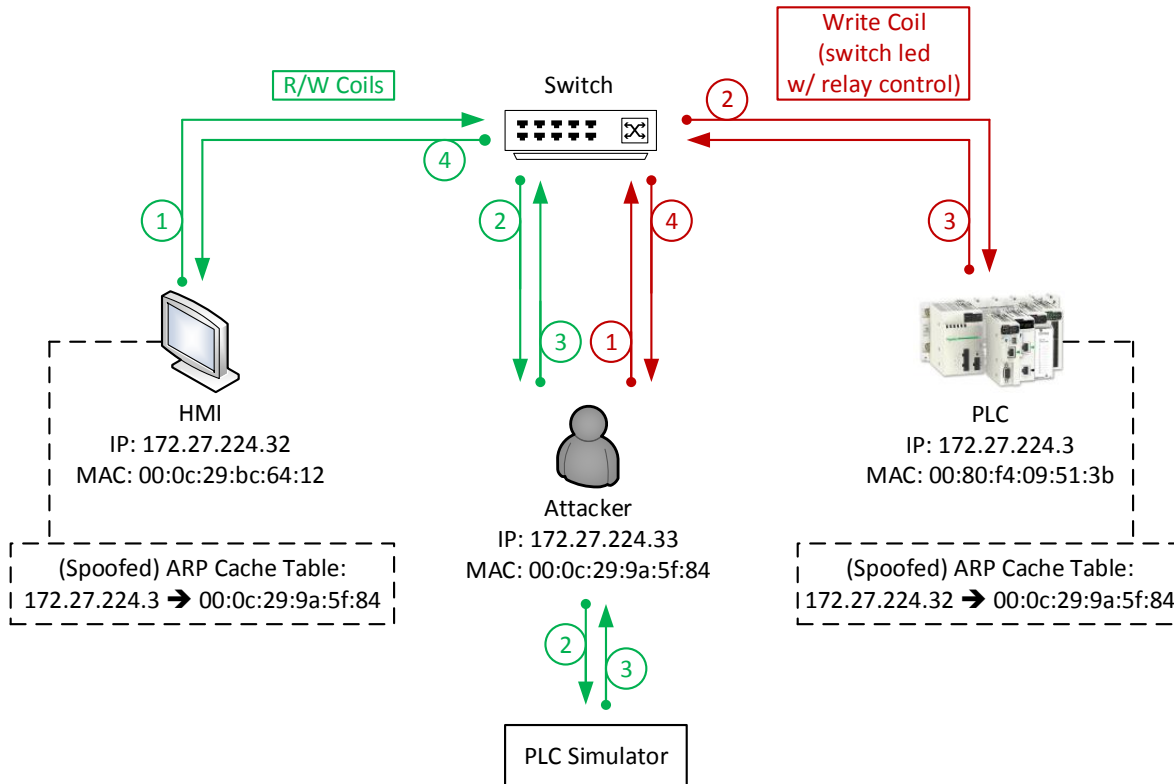 Write Coil
(switch led
w/ relay control)
R/W Coils
Switch
2
4
1
2
4
3
3
1
HMI
IP: 172.27.224.32
MAC: 00:0c:29:bc:64:12
PLC
IP: 172.27.224.3
MAC: 00:80:f4:09:51:3b
Attacker
IP: 172.27.224.33
MAC: 00:0c:29:9a:5f:84
(Spoofed) ARP Cache Table:
172.27.224.3 ➔ 00:0c:29:9a:5f:84
(Spoofed) ARP Cache Table:
172.27.224.32 ➔ 00:0c:29:9a:5f:84
2
3
PLC Simulator